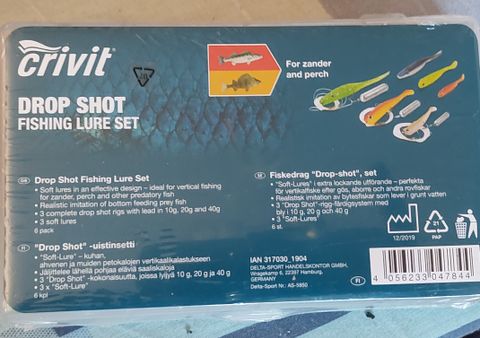 crivit®
DROP SHOT
FISHING LURE SET
For zander
and perch
GB
Drop Shot Fishing Lure Set
• Soft lures in an effective design – ideal for vertical fishing
for zander, perch and other predatory fish
• Realistic imitation of bottom feeding prey fish
• 3 complete drop shot rigs with lead in 10g, 20g and 40g
• 3 soft lures
6 pack
FI
"Drop Shot" -uistinsetti
• "Soft-Lure" – kuhan,
ahvenen ja muiden petokalojen vertikaalikalastukseen
• Jäljittelee lähellä pohjaa eläviä saaliskaloja
• 3 "Drop Shot" -kokonaisuutta, joissa lyijyä 10 g, 20 g ja 40 g
• 3 x "Soft-Lure"
6 kpl
SE
Fiskedrag "Drop-shot", set
• "Soft-Lures" i extra lockande utförande – perfekta
för vertikalfiske efter gös, aborre och andra rovfiskar
• Realistisk imitation av bytesfiskar som lever i grunt vatten
• 3 "Drop Shot"-rigg-färdigsystem med
bly i 10 g, 20 g och 40 g
• 3 "Soft-Lures"
6 st.
12/2019
21
PAP
IAN 317030_1904
DELTA-SPORT HANDELSKONTOR GMBH,
Wragekamp 6, 22397 Hamburg,
GERMANY
Delta-Sport Nr.: AS-5850
4 056233 047844
FI